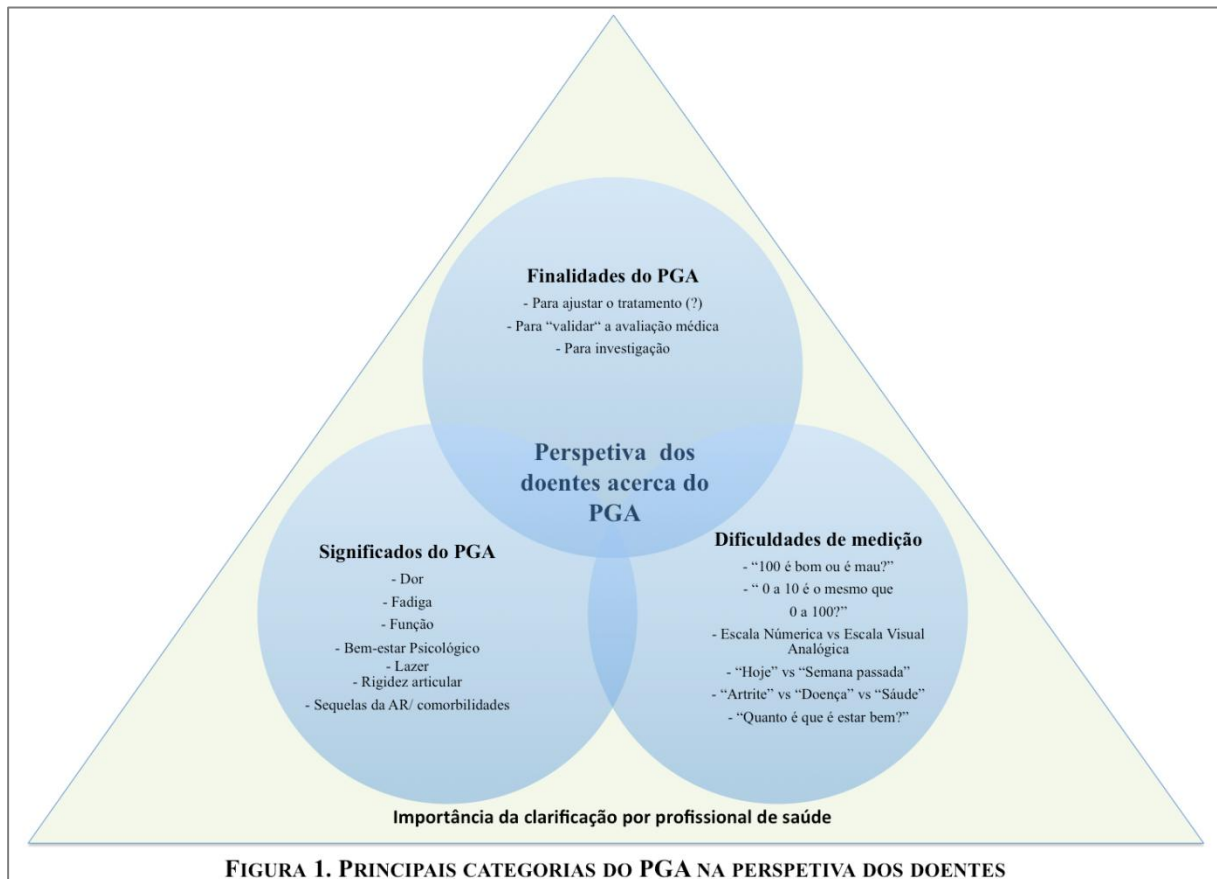 Finalidades do PGA
- Para ajustar o tratamento (?)
- Para “validar“ a avaliação médica
- Para investigação
Perspetiva dos
doentes acerca do
PGA
Significados do PGA
- Dor
- Fadiga
- Função
- Bem-estar Psicológico
- Lazer
- Rigidez articular
- Sequelas da AR/ comorbilidades
Dificuldades de medição
- “100 é bom ou é mau?”
- “ 0 a 10 é o mesmo que
0 a 100?”
- Escala Númerica vs Escala Visual
Analógica
- “Hoje” vs “Semana passada”
- “Artrite” vs “Doença” vs “Sáude”
- “Quanto é que é estar bem?”
Importância da clarificação por profissional de saúde
FIGURA 1. PRINCIPAIS CATEGORIAS DO PGA NA PERSPETIVA DOS DOENTES